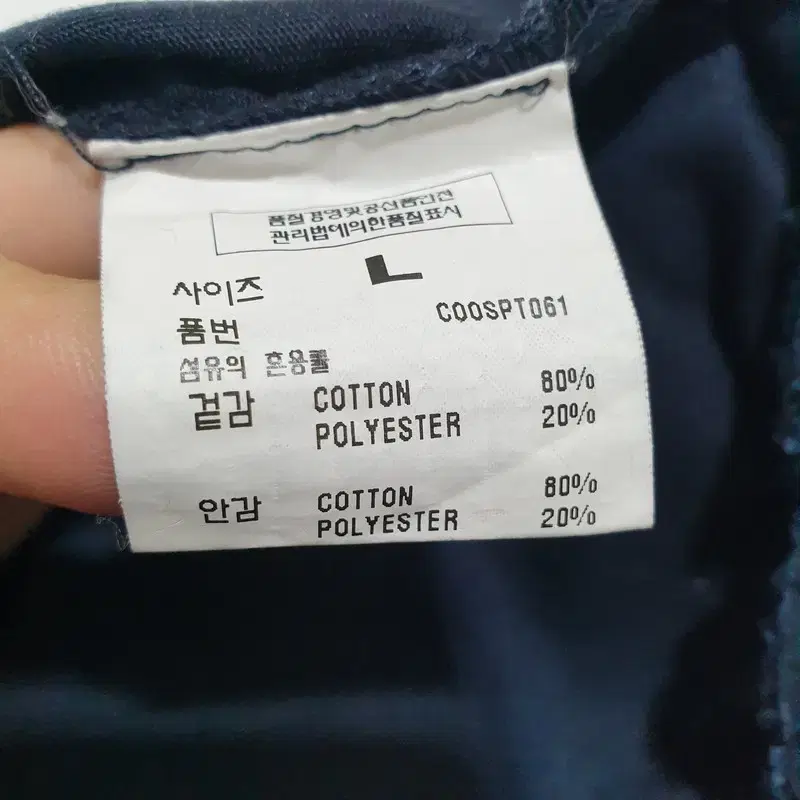 품질경영및공산품안전
관리법에의한품질표시
사이즈 L
품번 COOSPT061
섬유의 혼용률
겉감 COTTON 80%
POLYESTER 20%
안감 COTTON 80%
POLYESTER 20%